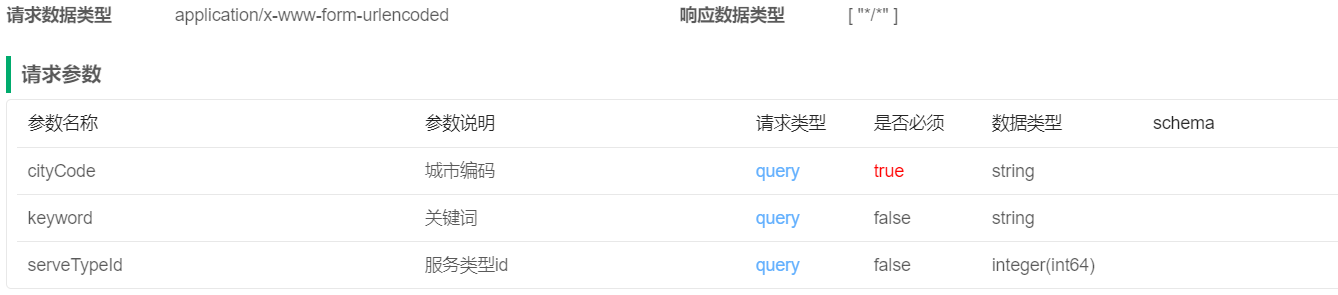 请求数据类型 application/x-www-form-urlencoded 响应数据类型 [ "*/*" ]
请求参数
参数名称 参数说明 请求类型 是否必须 数据类型 schema
cityCode 城市编码 query true string
keyword 关键词 query false string
serveTypeId 服务类型id query false integer(int64)